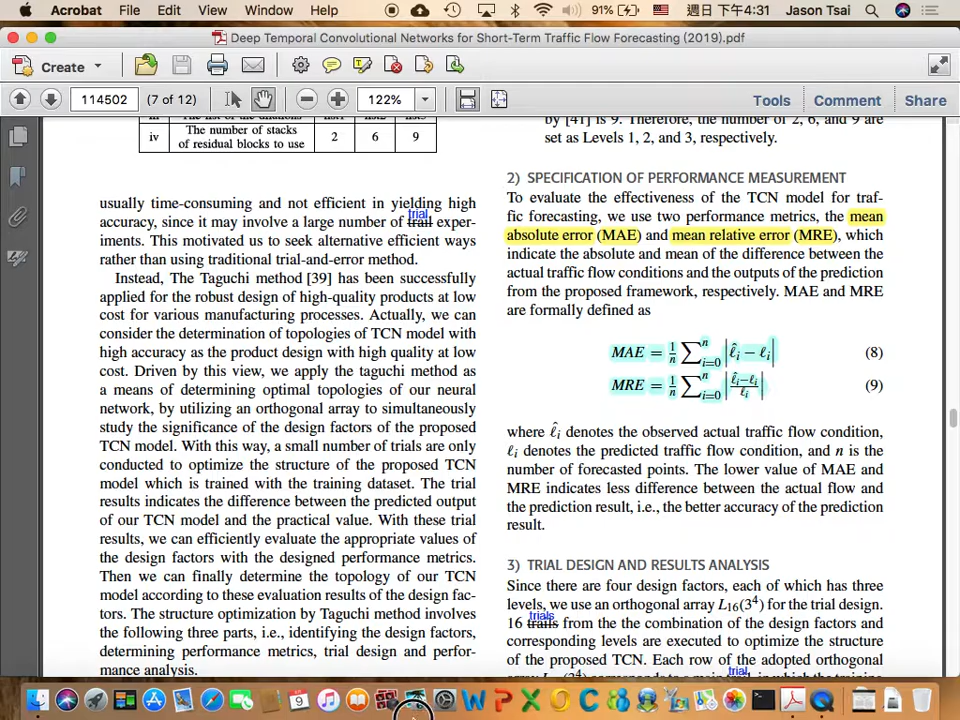 Acrobat File Edit View Window Help 91% 週日 下午4:31 Jason Tsai
Deep Temporal Convolutional Networks for Short-Term Traffic Flow Forecasting (2019).pdf
Create
114502 (7 of 12) 122% Tools Comment Share
iv The number of stacks of residual blocks to use 2 6 9
usually time-consuming and not efficient in yielding high
trial
accuracy, since it may involve a large number of trail exper-
iments. This motivated us to seek alternative efficient ways
rather than using traditional trial-and-error method.
Instead, The Taguchi method [39] has been successfully
applied for the robust design of high-quality products at low
cost for various manufacturing processes. Actually, we can
consider the determination of topologies of TCN model with
high accuracy as the product design with high quality at low
cost. Driven by this view, we apply the taguchi method as
a means of determining optimal topologies of our neural
network, by utilizing an orthogonal array to simultaneously
study the significance of the design factors of the proposed
TCN model. With this way, a small number of trials are only
conducted to optimize the structure of the proposed TCN
model which is trained with the training dataset. The trial
results indicates the difference between the predicted output
of our TCN model and the practical value. With these trial
results, we can efficiently evaluate the appropriate values of
the design factors with the designed performance metrics.
Then we can finally determine the topology of our TCN
model according to these evaluation results of the design fac-
tors. The structure optimization by Taguchi method involves
the following three parts, i.e., identifying the design factors,
determining performance metrics, trial design and perfor-
mance analysis.
by [41] is 9. Therefore, the number of 2, 6, and 9 are
set as Levels 1, 2, and 3, respectively.
2) SPECIFICATION OF PERFORMANCE MEASUREMENT
To evaluate the effectiveness of the TCN model for traf-
fic forecasting, we use two performance metrics, the mean
absolute error (MAE) and mean relative error (MRE), which
indicate the absolute and mean of the difference between the
actual traffic flow conditions and the outputs of the prediction
from the proposed framework, respectively. MAE and MRE
are formally defined as
MAE = 1/n ∑_{i=0}^{n} |ℓ̂i − ℓi| (8)
MRE = 1/n ∑_{i=0}^{n} |(ℓ̂i−ℓi)/ℓi| (9)
where ℓ̂i denotes the observed actual traffic flow condition,
ℓi denotes the predicted traffic flow condition, and n is the
number of forecasted points. The lower value of MAE and
MRE indicates less difference between the actual flow and
the prediction result, i.e., the better accuracy of the prediction
result.
3) TRIAL DESIGN AND RESULTS ANALYSIS
Since there are four design factors, each of which has three
levels, we use an orthogonal array L16(3^4) for the trial design.
trials
16 trails from the the combination of the design factors and
corresponding levels are executed to optimize the structure
of the proposed TCN. Each row of the adopted orthogonal
trial